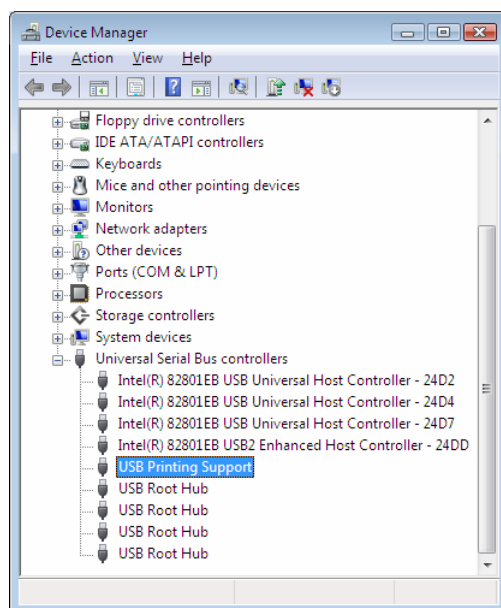 Device Manager
File Action View Help
Floppy drive controllers
IDE ATA/ATAPI controllers
Keyboards
Mice and other pointing devices
Monitors
Network adapters
Other devices
Ports (COM & LPT)
Processors
Storage controllers
System devices
Universal Serial Bus controllers
Intel(R) 82801EB USB Universal Host Controller - 24D2
Intel(R) 82801EB USB Universal Host Controller - 24D4
Intel(R) 82801EB USB Universal Host Controller - 24D7
Intel(R) 82801EB USB2 Enhanced Host Controller - 24DD
USB Printing Support
USB Root Hub
USB Root Hub
USB Root Hub
USB Root Hub